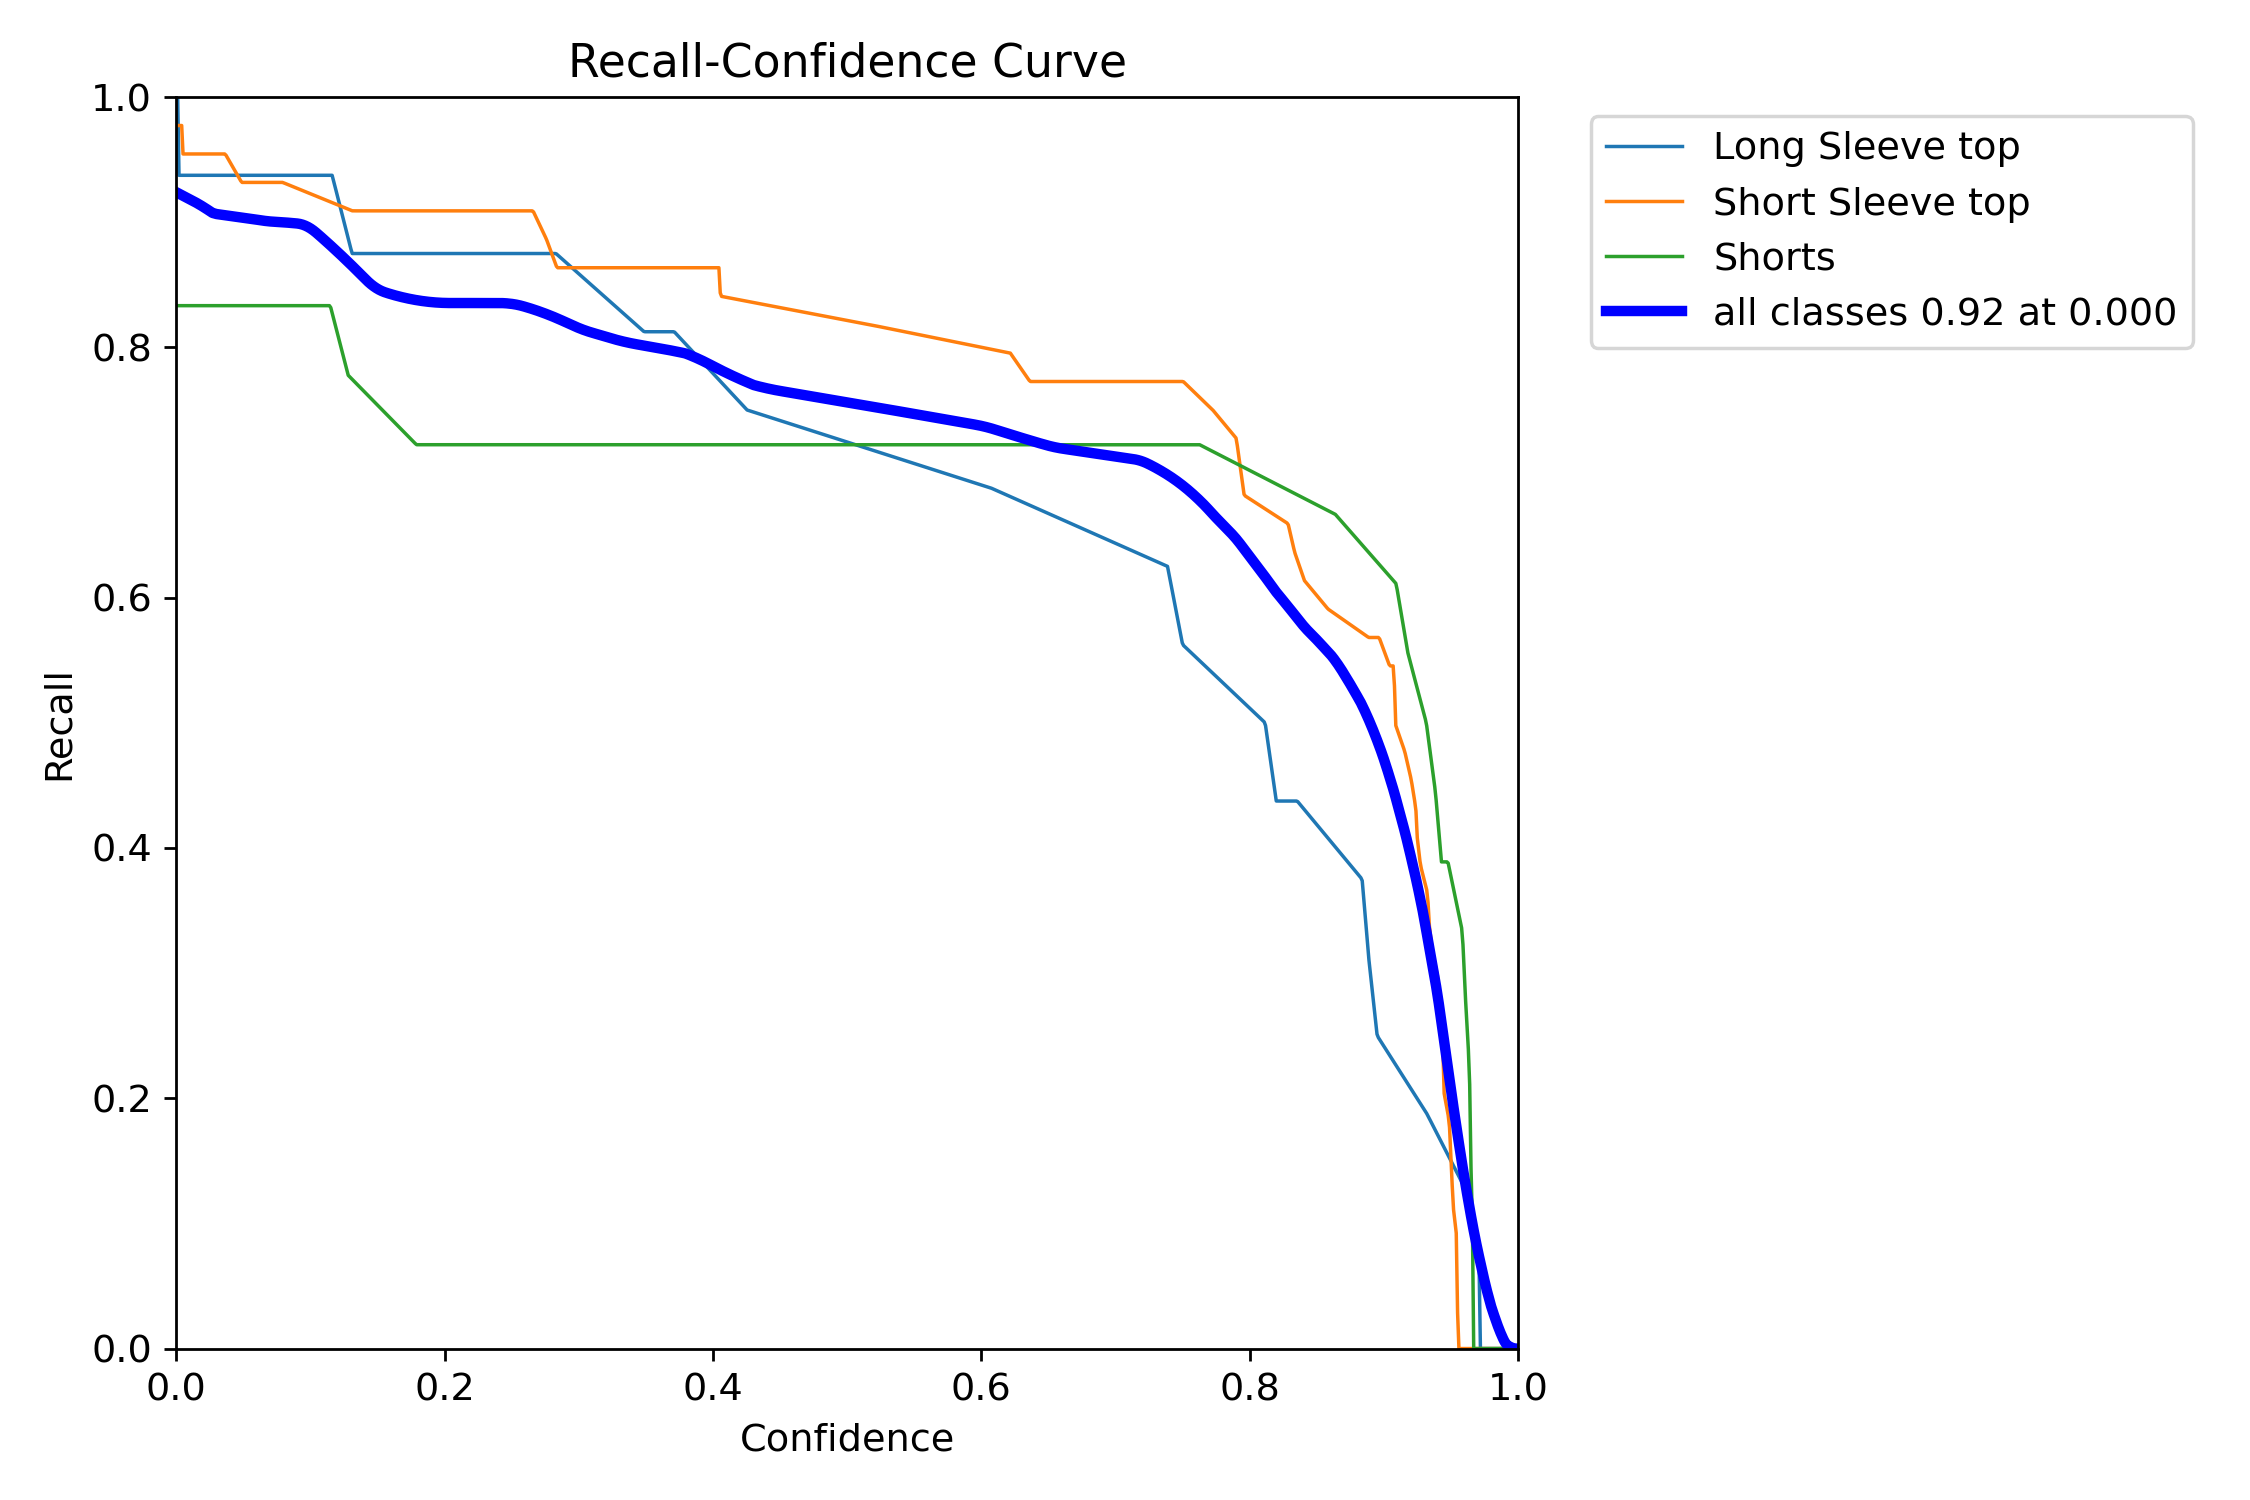 Recall-Confidence Curve
1.0
0.8
0.6
0.4
0.2
0.0
Recall
0.0 0.2 0.4 0.6 0.8 1.0
Confidence
Long Sleeve top
Short Sleeve top
Shorts
all classes 0.92 at 0.000